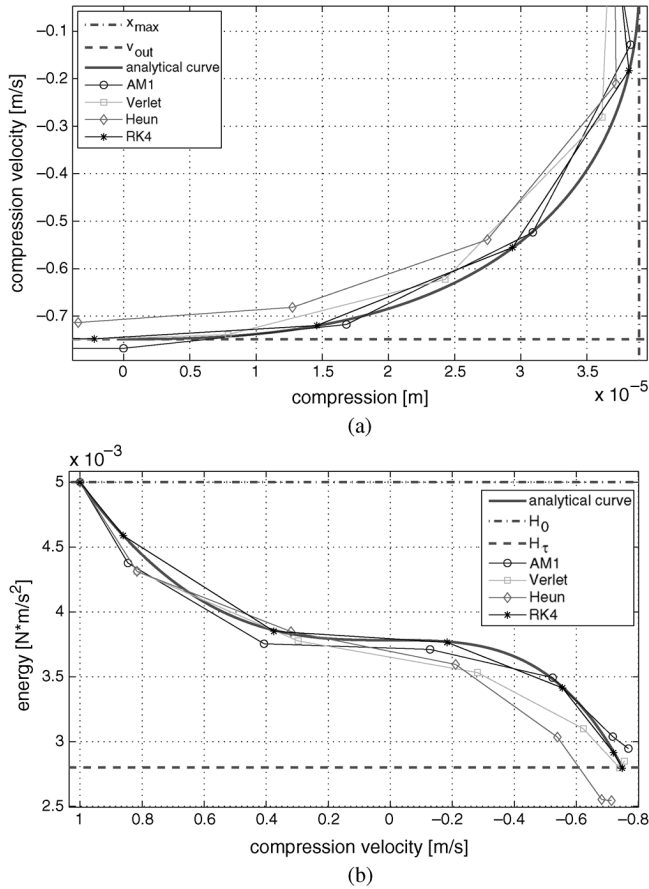 x_max
v_out
analytical curve
AM1
Verlet
Heun
RK4
compression velocity [m/s]
−0.1
−0.2
−0.3
−0.4
−0.5
−0.6
−0.7
0 0.5 1 1.5 2 2.5 3 3.5
x 10^−5
compression [m]
(a)
x 10^−3
analytical curve
H_0
H_τ
AM1
Verlet
Heun
RK4
energy [N*m/s^2]
5
4.5
4
3.5
3
2.5
1 0.8 0.6 0.4 0.2 0 −0.2 −0.4 −0.6 −0.8
compression velocity [m/s]
(b)